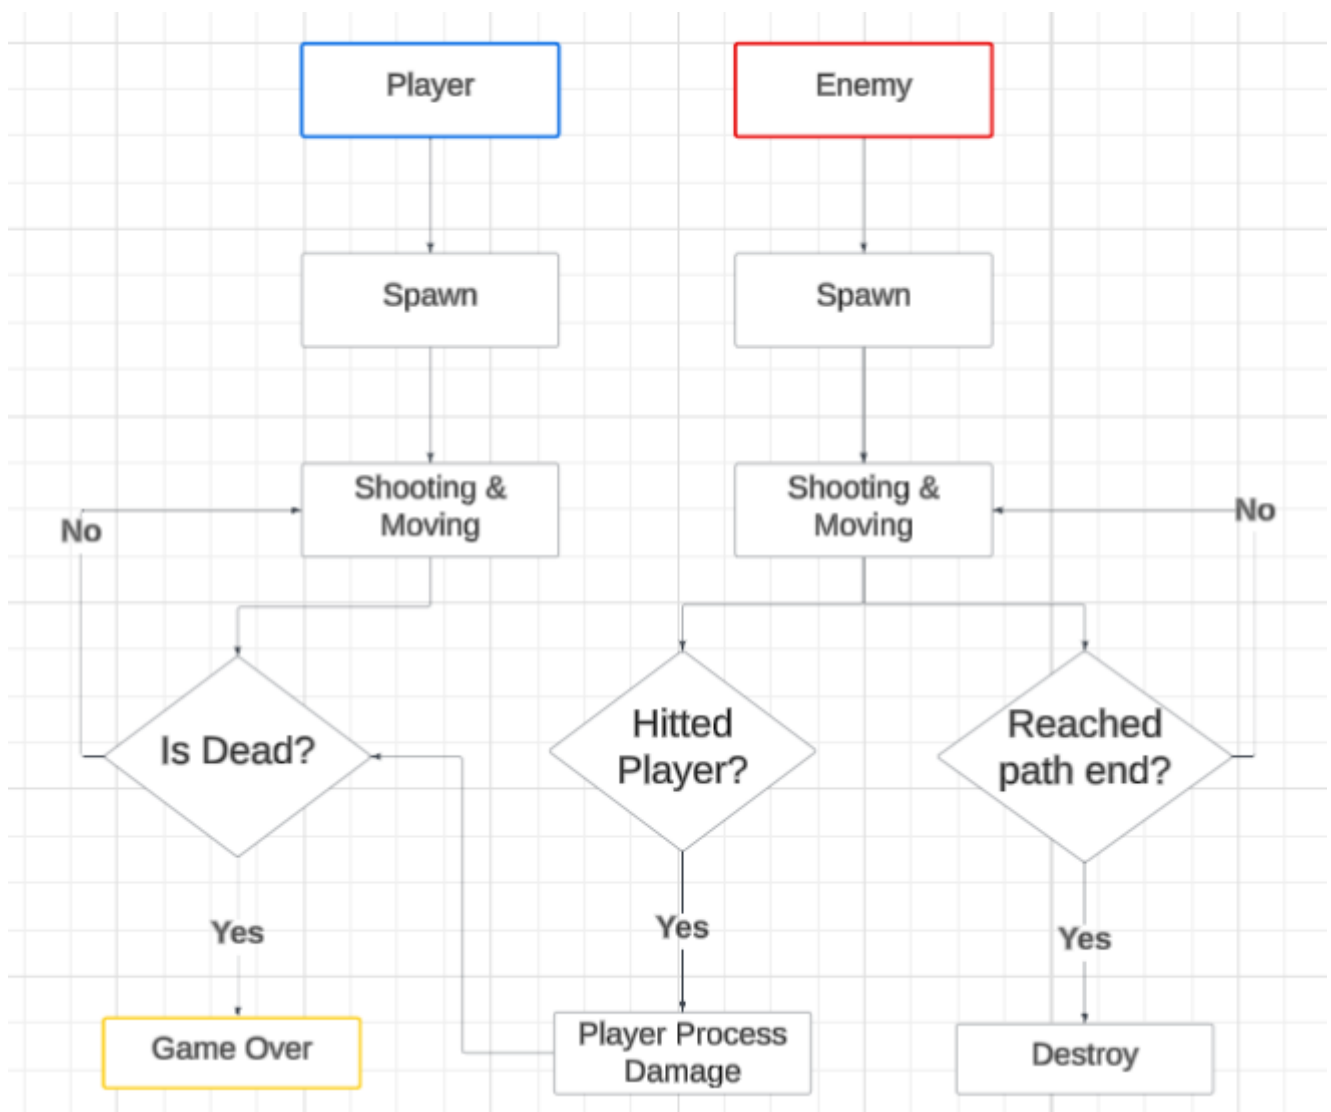 Player
Enemy
Spawn
Spawn
Shooting &
Moving
Shooting &
Moving
No
No
Is Dead?
Hitted
Player?
Reached
path end?
Yes
Yes
Yes
Game Over
Player Process
Damage
Destroy